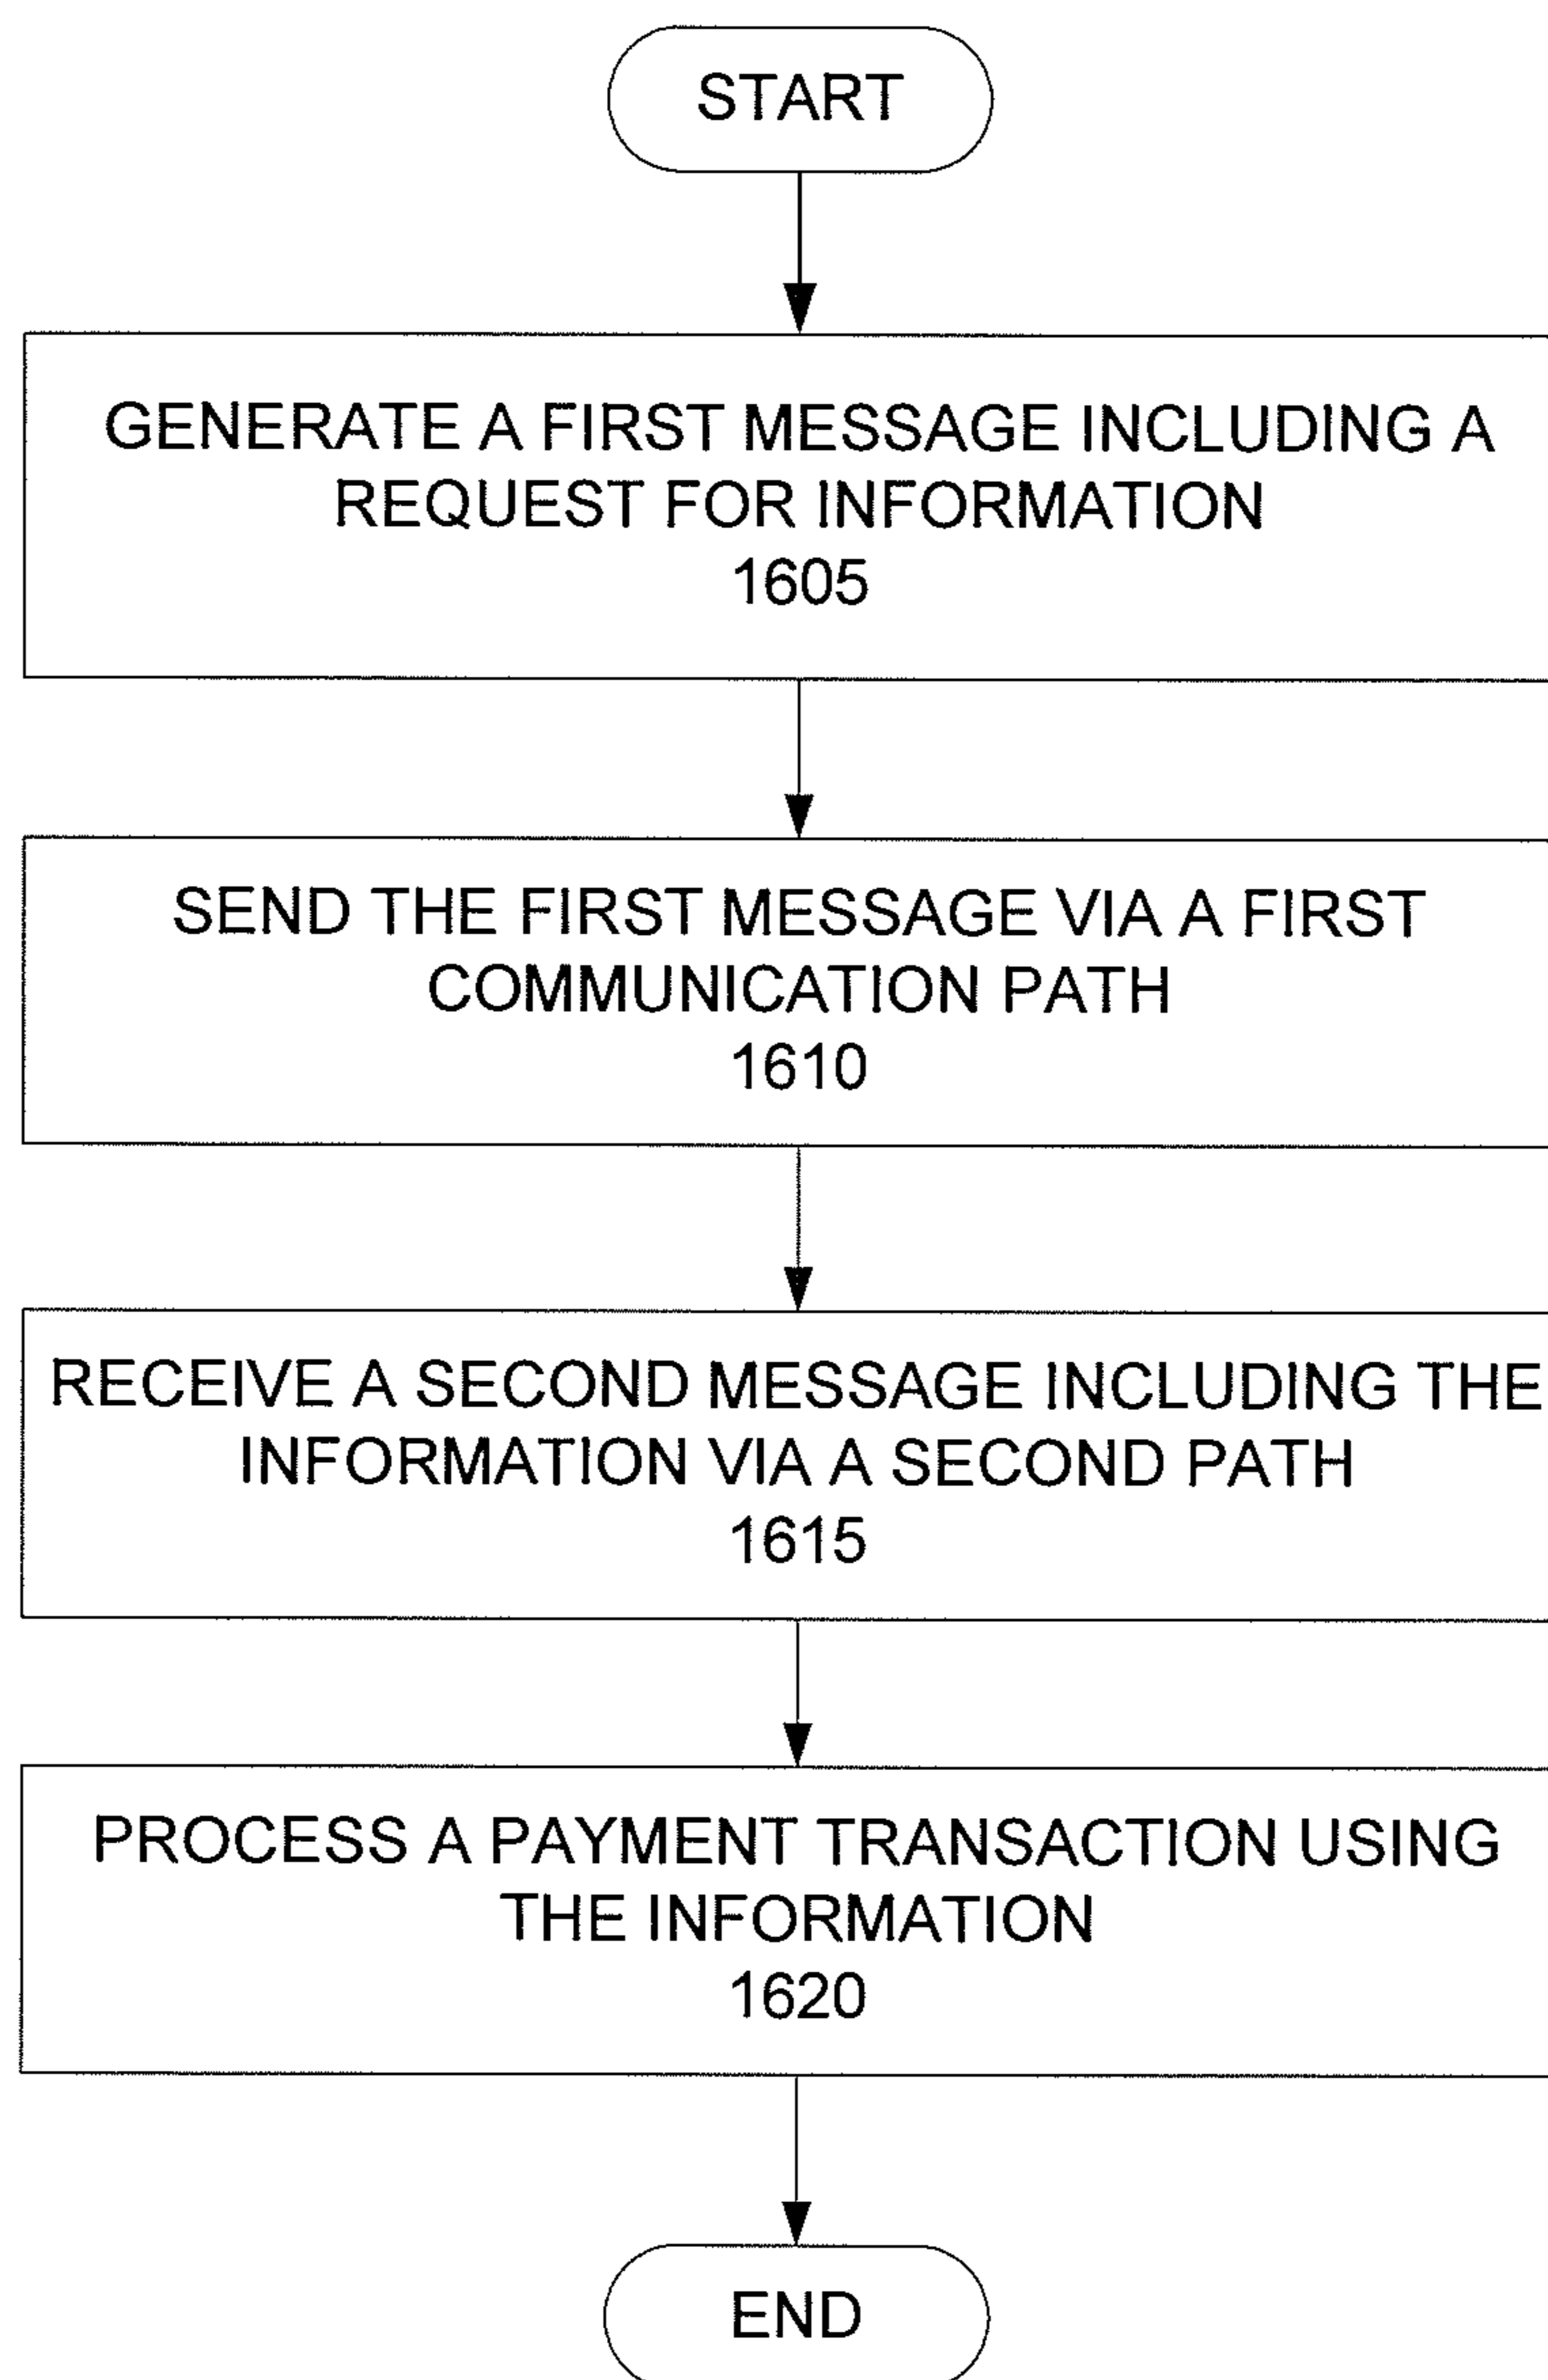 START
GENERATE A FIRST MESSAGE INCLUDING A
REQUEST FOR INFORMATION
1605
SEND THE FIRST MESSAGE VIA A FIRST
COMMUNICATION PATH
1610
RECEIVE A SECOND MESSAGE INCLUDING THE
INFORMATION VIA A SECOND PATH
1615
PROCESS A PAYMENT TRANSACTION USING
THE INFORMATION
1620
END